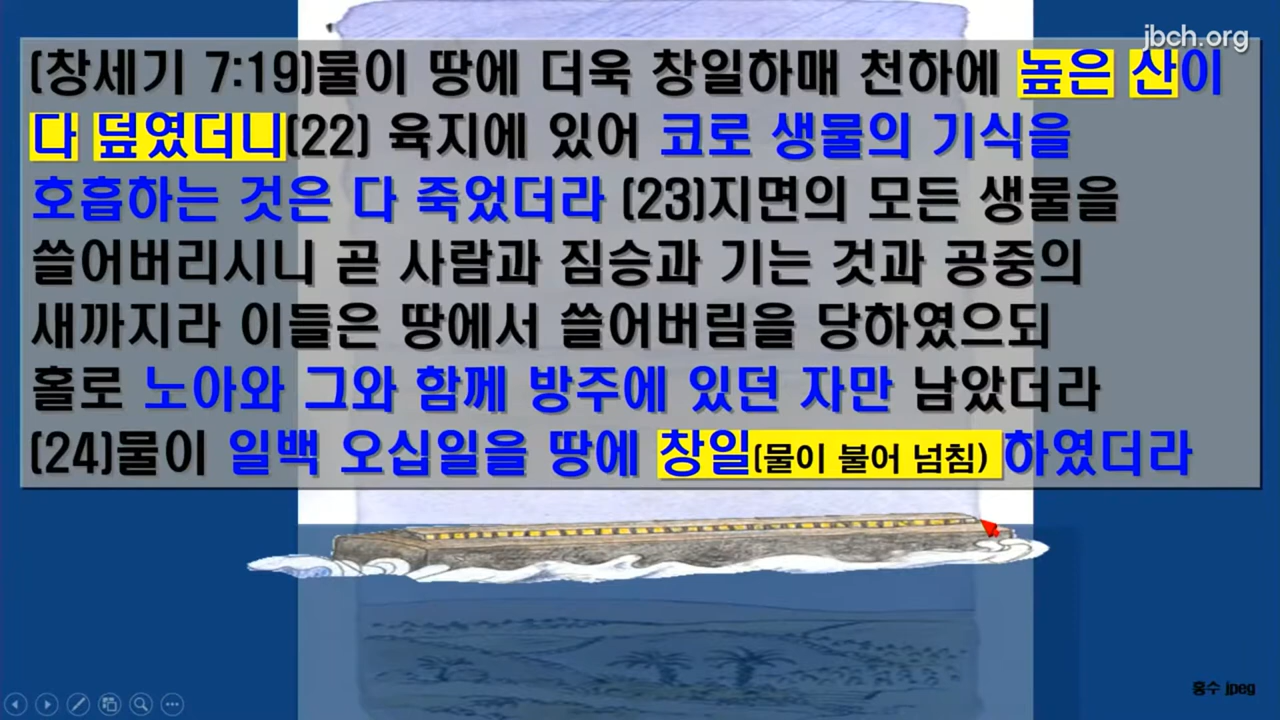 jbch.org
(창세기 7:19)물이 땅에 더욱 창일하매 천하에 높은 산이
다 덮였더니(22) 육지에 있어 코로 생물의 기식을
호흡하는 것은 다 죽었더라 (23)지면의 모든 생물을
쓸어버리시니 곧 사람과 짐승과 기는 것과 공중의
새까지라 이들은 땅에서 쓸어버림을 당하였으되
홀로 노아와 그와 함께 방주에 있던 자만 남았더라
(24)물이 일백 오십일을 땅에 창일(물이 불어 넘침) 하였더라
홍수 jpeg